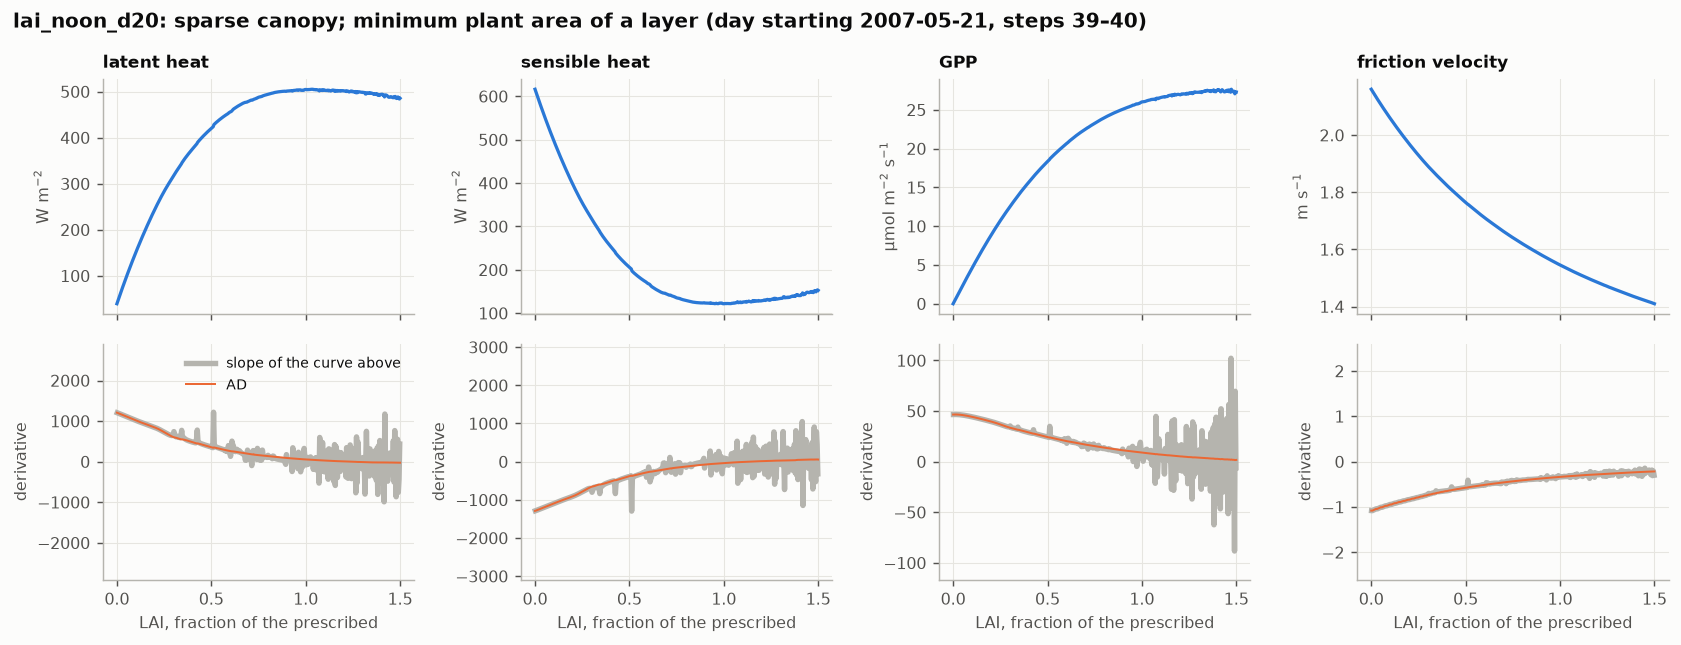 lai_noon_d20: sparse canopy; minimum plant area of a layer (day starting 2007-05-21, steps 39–40)
latent heat
sensible heat
GPP
friction velocity
W m⁻²
500
400
300
200
100
W m⁻²
600
500
400
300
200
100
µmol m⁻² s⁻¹
25
20
15
10
5
0
m s⁻¹
2.0
1.8
1.6
1.4
derivative
2000
1000
0
−1000
−2000
slope of the curve above
AD
0.0 0.5 1.0 1.5
LAI, fraction of the prescribed
derivative
3000
2000
1000
0
−1000
−2000
−3000
0.0 0.5 1.0 1.5
LAI, fraction of the prescribed
derivative
100
50
0
−50
−100
0.0 0.5 1.0 1.5
LAI, fraction of the prescribed
derivative
2
1
0
−1
−2
0.0 0.5 1.0 1.5
LAI, fraction of the prescribed